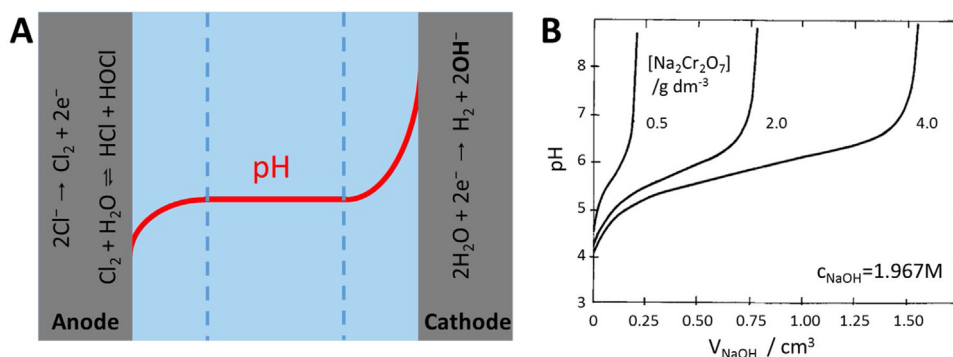 A
2Cl⁻ → Cl₂ + 2e⁻
Cl₂ + H₂O ⇌ HCl + HOCl
Anode
pH
2H₂O + 2e⁻ → H₂ + 2OH⁻
Cathode
B
[Na₂Cr₂O₇]
/g dm⁻³
0.5
2.0
4.0
pH
8
7
6
5
4
3
c_NaOH=1.967M
0 0.25 0.50 0.75 1.00 1.25 1.50
V_NaOH / cm³